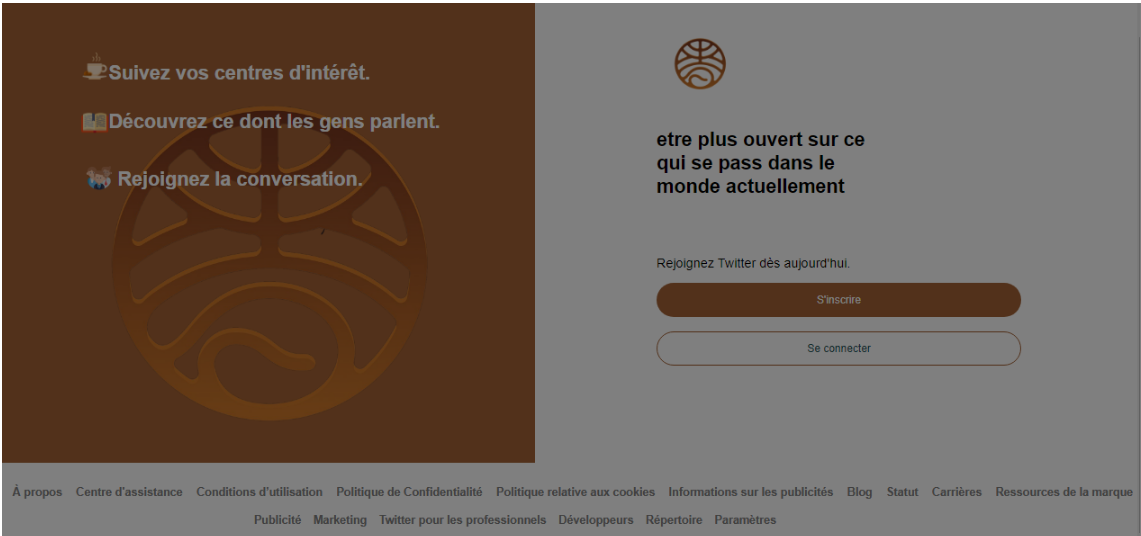 Suivez vos centres d'intérêt.
Découvrez ce dont les gens parlent.
Rejoignez la conversation.
etre plus ouvert sur ce
qui se pass dans le
monde actuellement
Rejoignez Twitter dès aujourd'hui.
S'inscrire
Se connecter
À propos Centre d'assistance Conditions d'utilisation Politique de Confidentialité Politique relative aux cookies Informations sur les publicités Blog Statut Carrières Ressources de la marque
Publicité Marketing Twitter pour les professionnels Développeurs Répertoire Paramètres